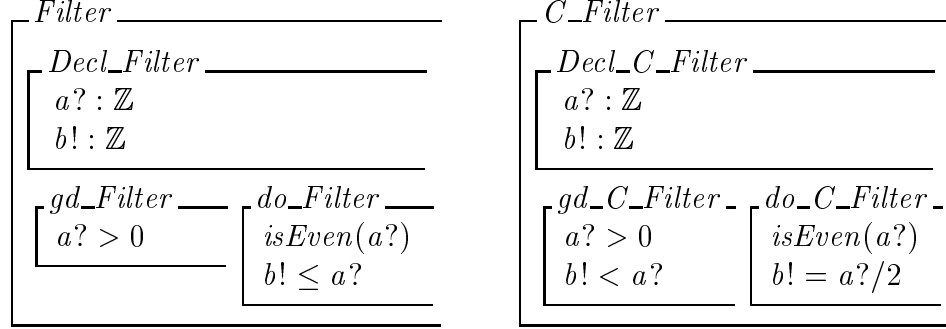 Filter
Decl_Filter
a? : ℤ
b! : ℤ
gd_Filter
a? > 0
do_Filter
isEven(a?)
b! ≤ a?
C_Filter
Decl_C_Filter
a? : ℤ
b! : ℤ
gd_C_Filter
a? > 0
b! < a?
do_C_Filter
isEven(a?)
b! = a?/2